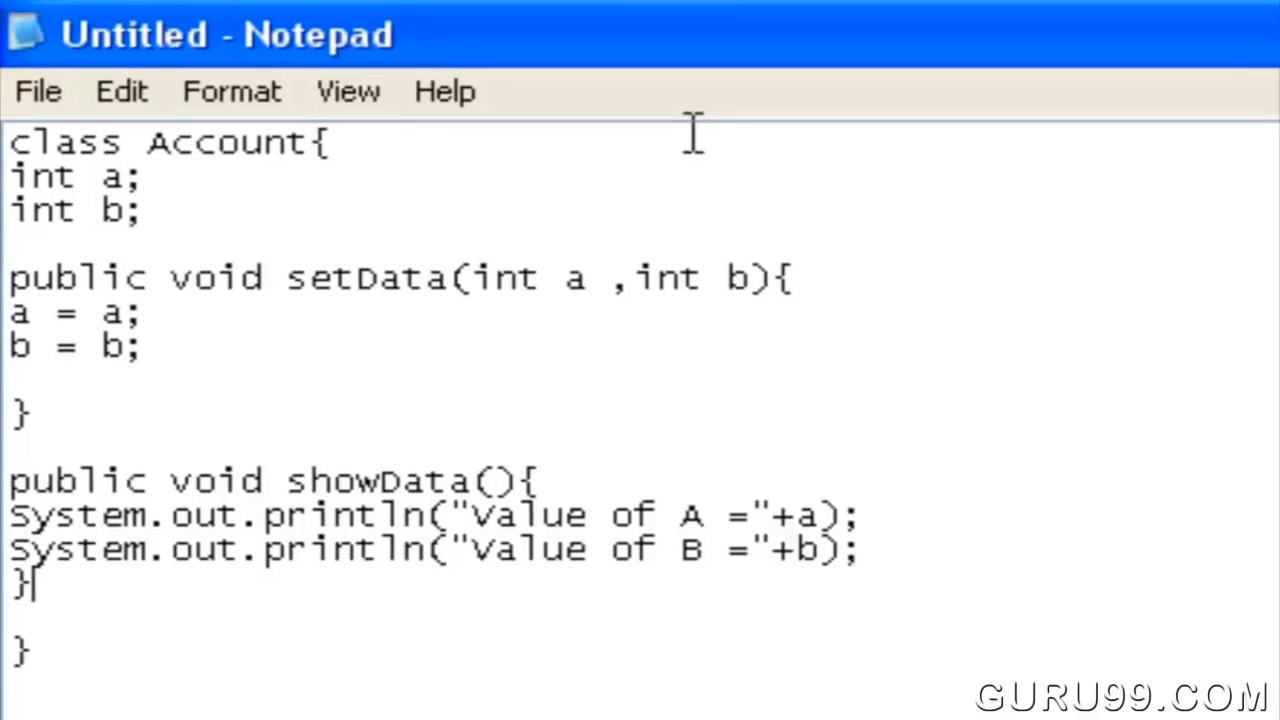 Untitled - Notepad
File Edit Format View Help
class Account{
int a;
int b;
public void setData(int a ,int b){
a = a;
b = b;
}
public void showData(){
System.out.println("Value of A ="+a);
System.out.println("Value of B ="+b);
}
}
GURU99.COM